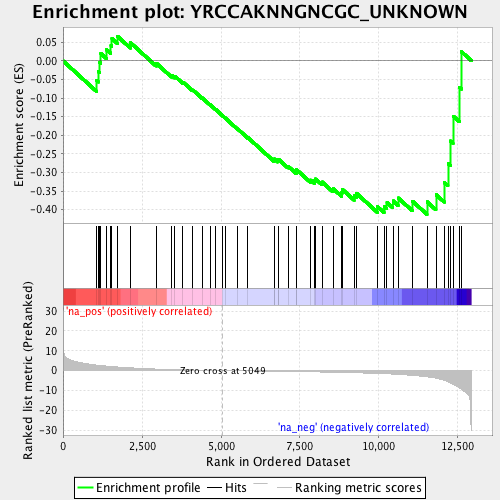 Enrichment plot: YRCCAKNNGNCGC_UNKNOWN
Enrichment score (ES)
0.05
0.00
-0.05
-0.10
-0.15
-0.20
-0.25
-0.30
-0.35
-0.40
'na_pos' (positively correlated)
Ranked list metric (PreRanked)
30
20
10
0
-10
-20
-30
Zero cross at 5049
'na_neg' (negatively correlated)
0
2,500
5,000
7,500
10,000
12,500
Rank in Ordered Dataset
Enrichment profile
Hits
Ranking metric scores